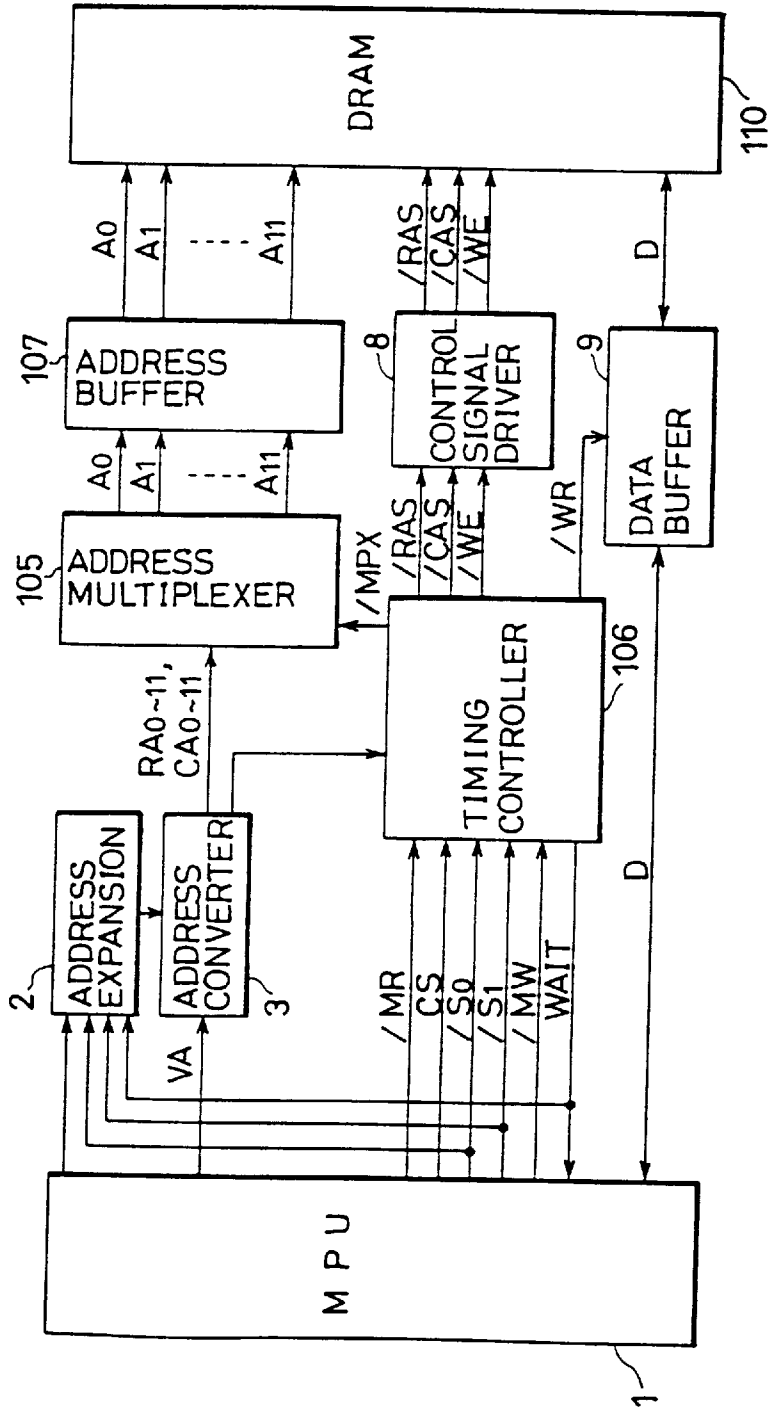 MPU
1
2
ADDRESS
EXPANSION
ADDRESS
CONVERTER
3
VA
/MR
CS
/S0
/S1
/MW
WAIT
RA0~11,
CA0~11
105
ADDRESS
MULTIPLEXER
/MPX
TIMING
CONTROLLER
106
A0
A1
A11
107
ADDRESS
BUFFER
A0
A1
A11
/RAS
/CAS
/WE
8
CONTROL
SIGNAL
DRIVER
/RAS
/CAS
/WE
/WR
9
DATA
BUFFER
D
D
DRAM
110